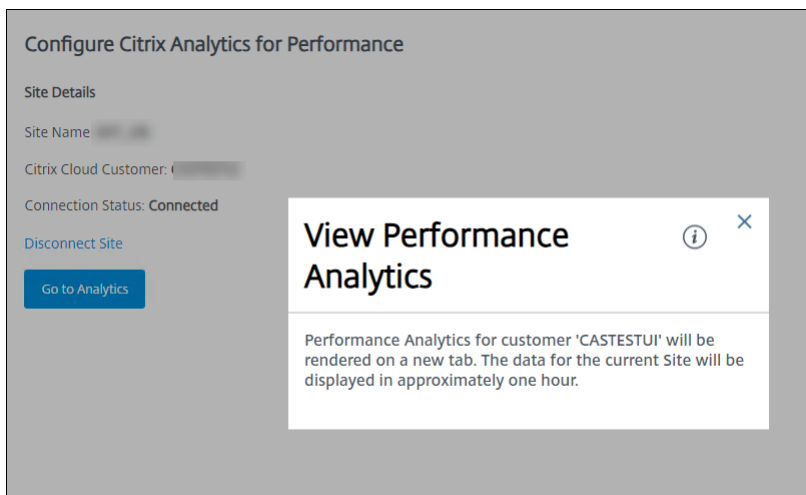 Configure Citrix Analytics for Performance
Site Details
Site Name
Citrix Cloud Customer:
Connection Status: Connected
Disconnect Site
Go to Analytics
View Performance
Analytics
Performance Analytics for customer 'CASTESTUI' will be
rendered on a new tab. The data for the current Site will be
displayed in approximately one hour.